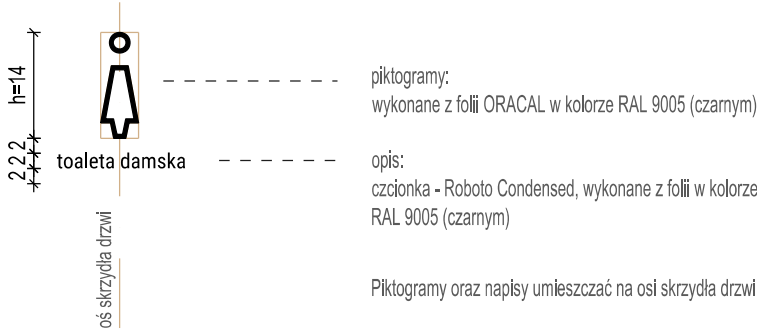 h=14
2 2 2
toaleta damska
oś skrzydła drzwi
piktogramy:
wykonane z folii ORACAL w kolorze RAL 9005 (czarnym)
opis:
czcionka - Roboto Condensed, wykonane z folii w kolorze
RAL 9005 (czarnym)
Piktogramy oraz napisy umieszczać na osi skrzydła drzwi